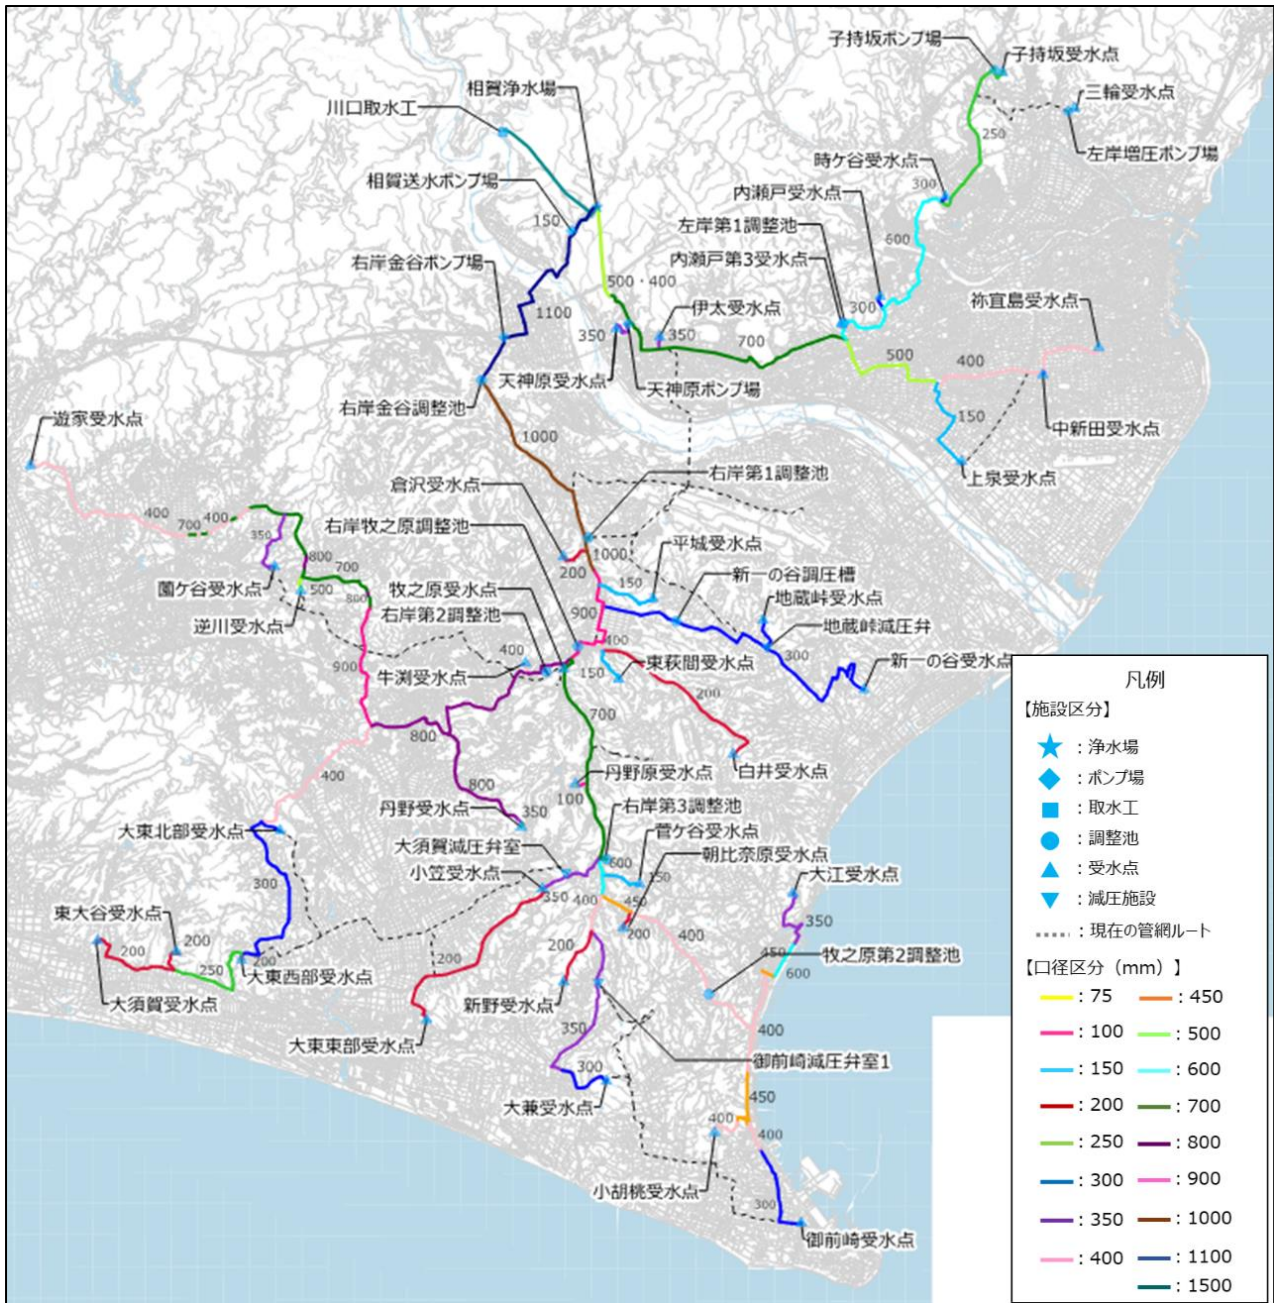 子持坂ポンプ場
子持坂受水点
相賀浄水場
三輪受水点
川口取水工
250
左岸増圧ポンプ場
時ケ谷受水点
相賀送水ポンプ場
内瀬戸受水点
300
150
左岸第1調整池
600
右岸金谷ポンプ場
内瀬戸第3受水点
500・400
祢宜島受水点
1100
伊太受水点
300
350
350
700
500
400
天神原受水点
天神原ポンプ場
右岸金谷調整池
遊家受水点
150
中新田受水点
1000
上泉受水点
倉沢受水点
右岸第1調整池
400
700
400
右岸牧之原調整池
350
1000
平城受水点
800
200
700
150
新一の谷調圧槽
園ケ谷受水点
500
牧之原受水点
地蔵峠受水点
800
逆川受水点
右岸第2調整池
900
地蔵峠減圧弁
400
400
300
900
牛渕受水点
150
東萩間受水点
新一の谷受水点
200
700
800
400
白井受水点
800
丹野原受水点
100
丹野受水点
350
右岸第3調整池
大東北部受水点
大須賀減圧弁室
菅ケ谷受水点
600
朝比奈原受水点
小笠受水点
150
大江受水点
300
350
400
450
350
東大谷受水点
200
200
400
200
200
450
牧之原第2調整池
200
250
200
大東西部受水点
600
大須賀受水点
新野受水点
350
400
大東東部受水点
御前崎減圧弁室1
300
大兼受水点
450
400
400
小胡桃受水点
300
御前崎受水点
凡例
【施設区分】
：浄水場
：ポンプ場
：取水工
：調整池
：受水点
：減圧施設
：現在の管網ルート
【口径区分（mm）】
：75
：450
：100
：500
：150
：600
：200
：700
：250
：800
：300
：900
：350
：1000
：400
：1100
：1500